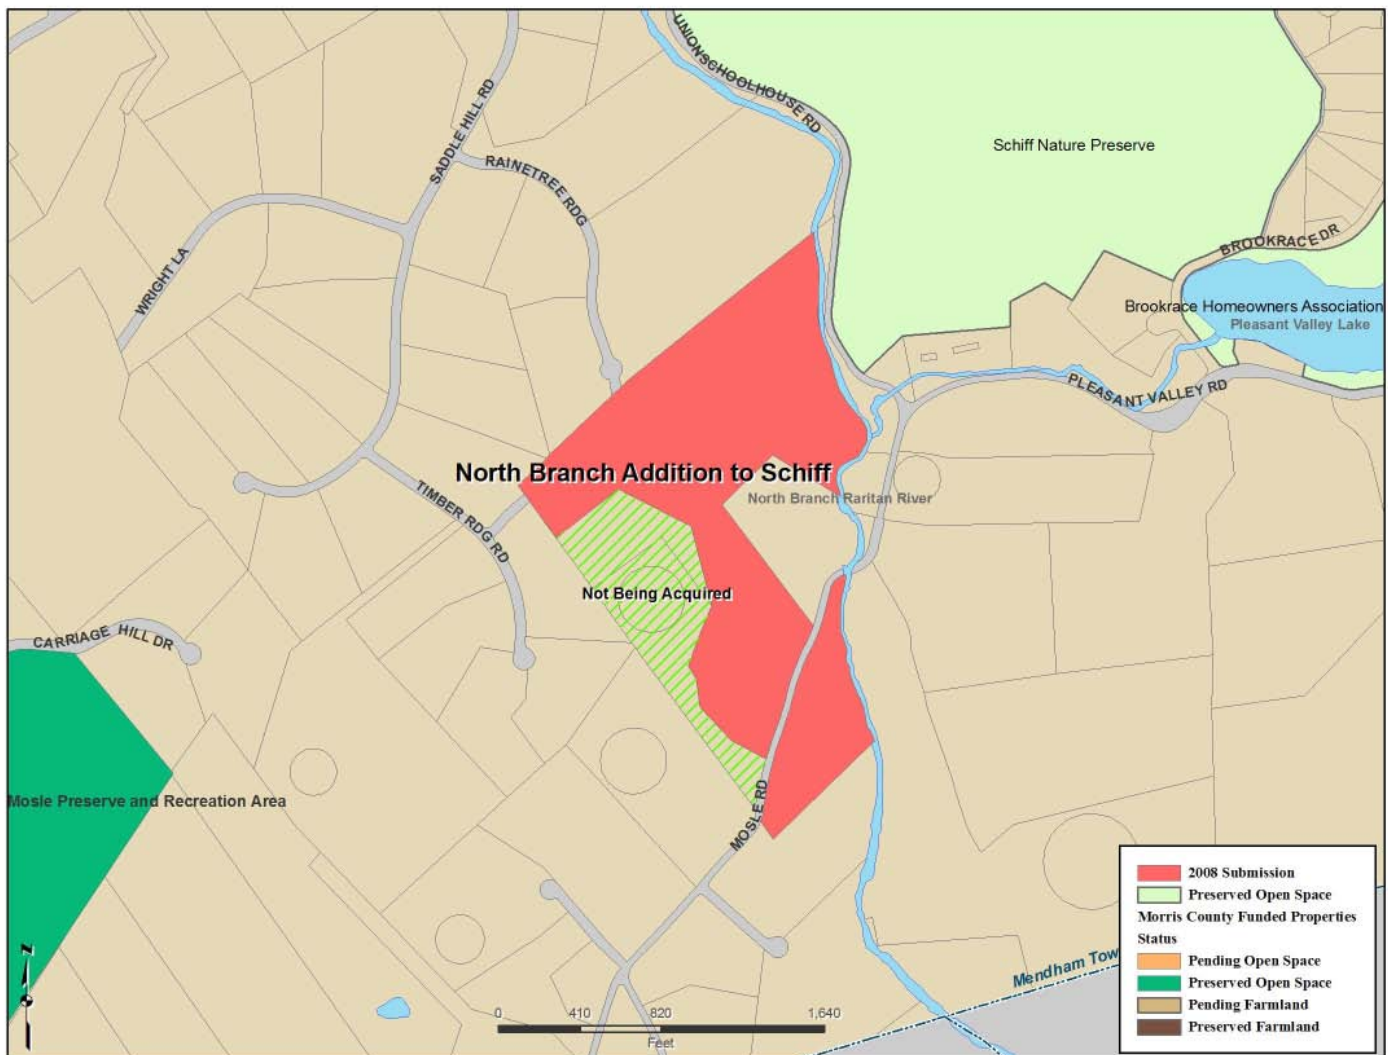 UNIONSCHOOLHOUSE RD
SADDLE HILL RD
RAINETREE RDG
Schiff Nature Preserve
BROOKRACE DR
WRIGHT LA
Brookrace Homeowners Association
Pleasant Valley Lake
PLEASANT VALLEY RD
North Branch Addition to Schiff
TIMBER RDG RD
North Branch Raritan River
Not Being Acquired
CARRIAGE HILL DR
Mosle Preserve and Recreation Area
MOSLE RD
2008 Submission
Preserved Open Space
Morris County Funded Properties
Status
Pending Open Space
Preserved Open Space
Pending Farmland
Preserved Farmland
Mendham Tow
N
0 410 820 1,640
Feet